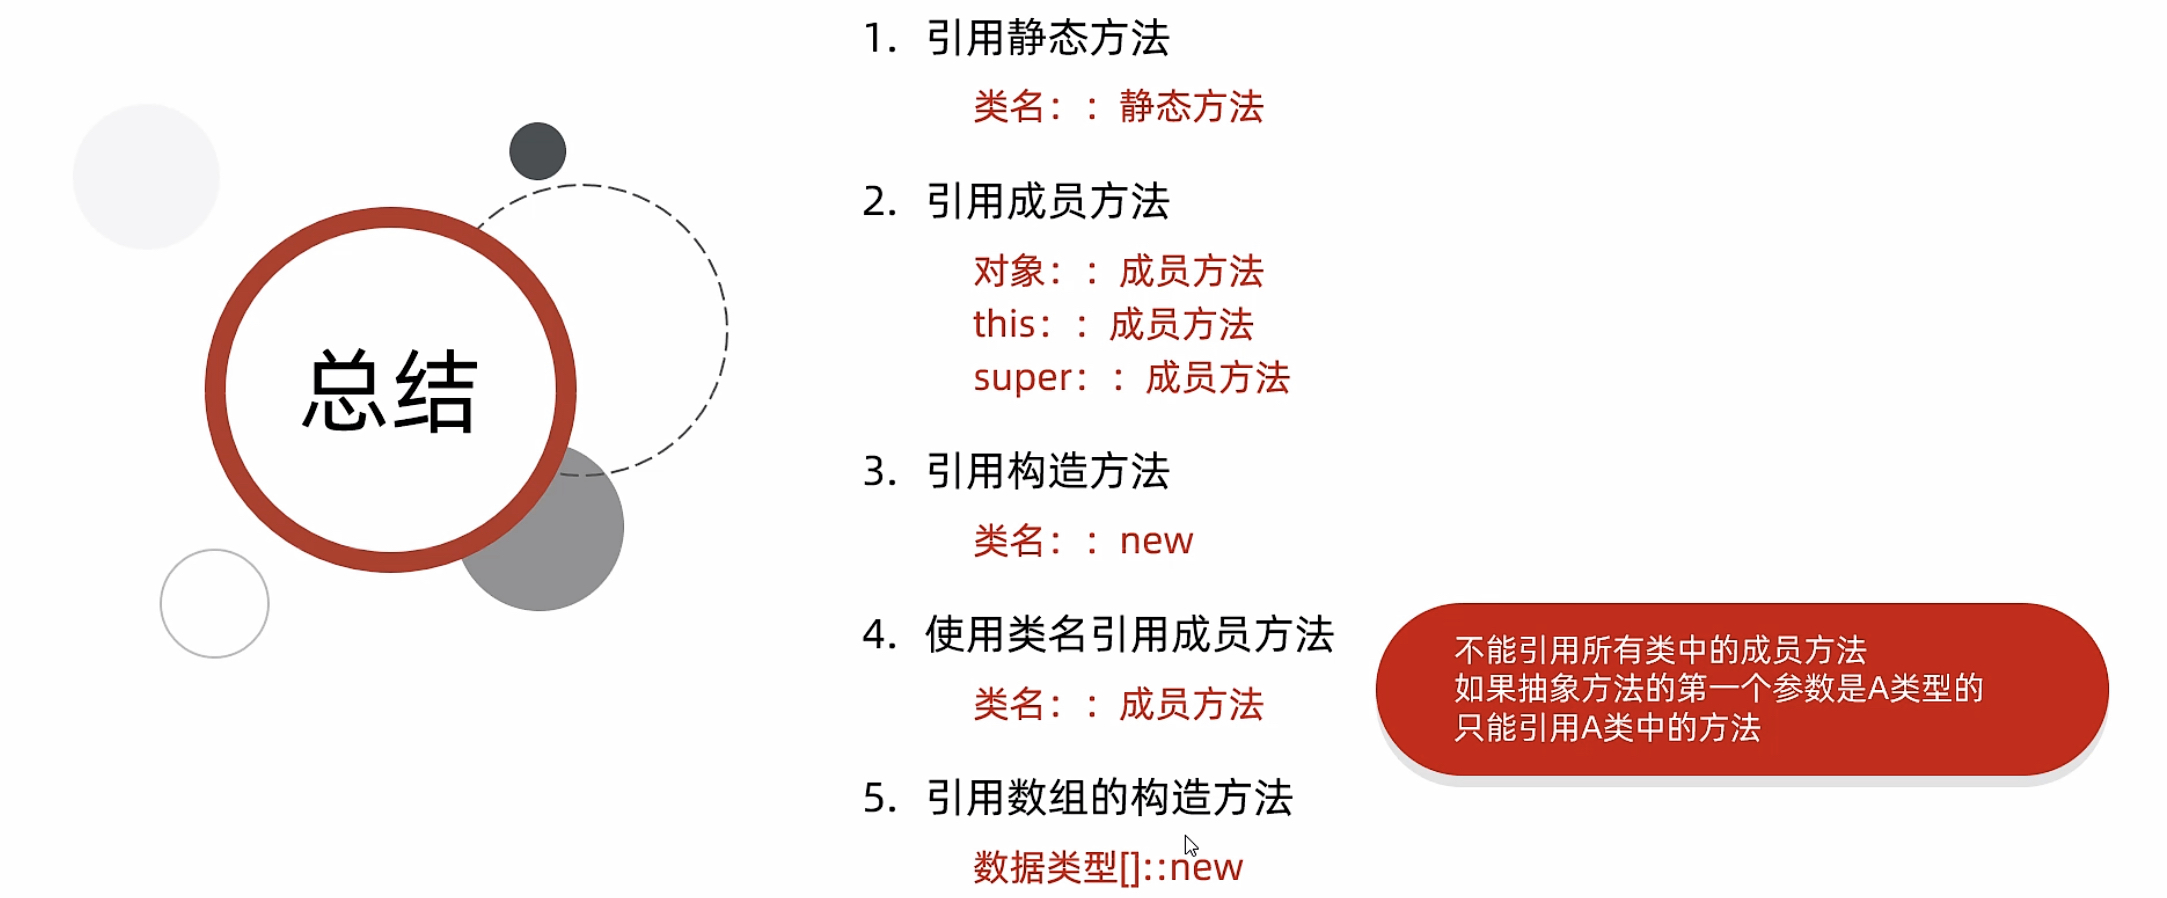 总结
1. 引用静态方法
类名：：静态方法
2. 引用成员方法
对象：：成员方法
this：：成员方法
super：：成员方法
3. 引用构造方法
类名：：new
4. 使用类名引用成员方法
类名：：成员方法
不能引用所有类中的成员方法
如果抽象方法的第一个参数是A类型的
只能引用A类中的方法
5. 引用数组的构造方法
数据类型[]::new